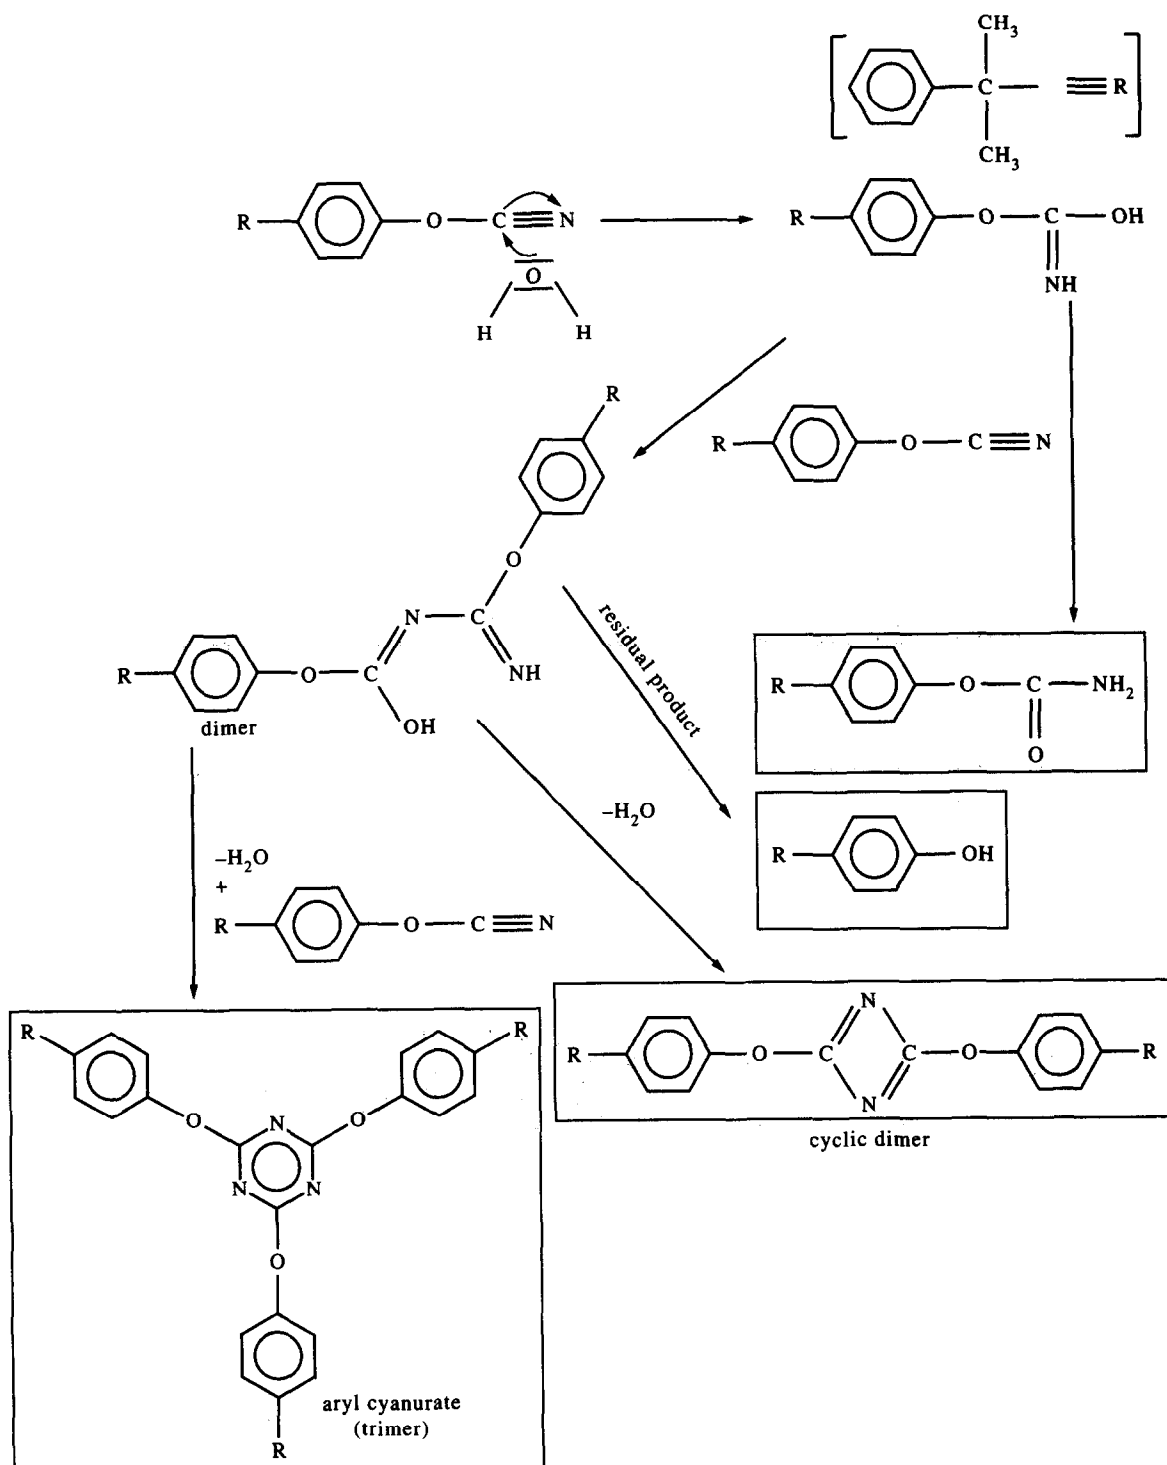 CH₃
C R
CH₃
R O C N
O
H H
R O C OH
NH
R
R O C N
O
N C
R O C NH
OH
dimer
residual product
R O C NH₂
O
–H₂O
R OH
–H₂O
+
R O C N
R R
O N O
N N
O
R
aryl cyanurate
(trimer)
N
R O C C O R
N
cyclic dimer